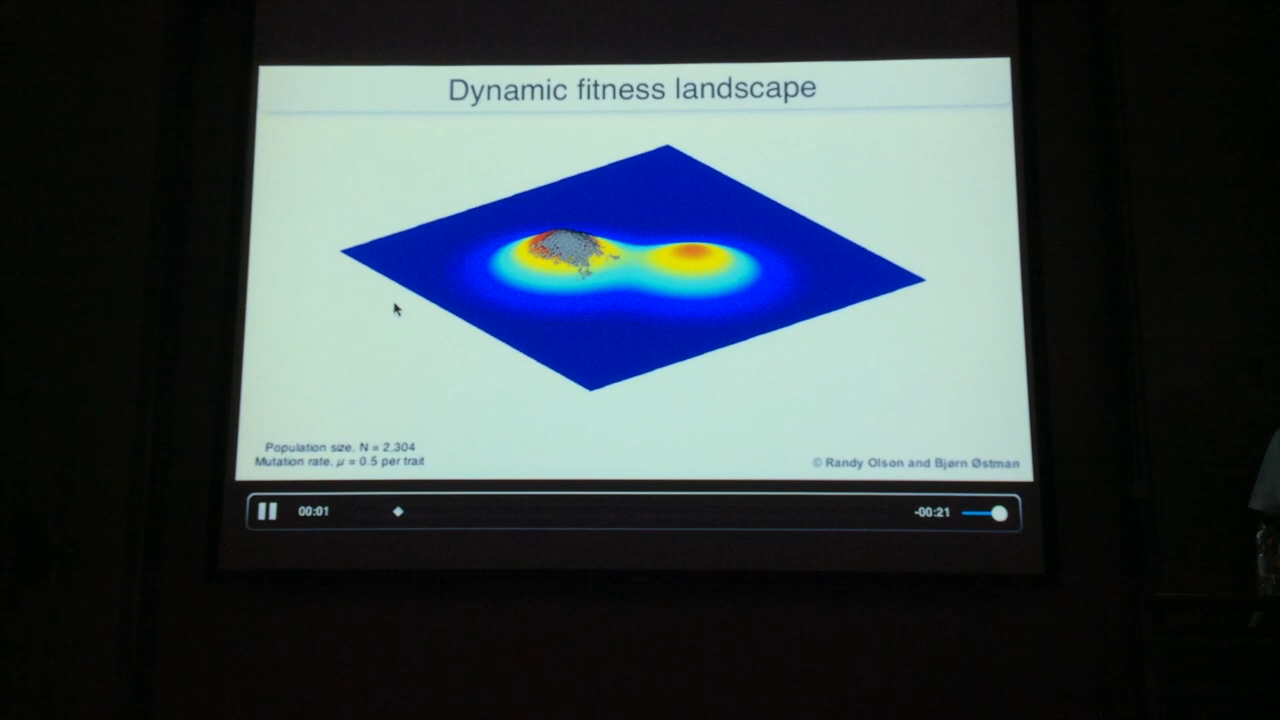 Dynamic fitness landscape
Population size, N = 2,304
Mutation rate, μ = 0.5 per trait
© Randy Olson and Bjørn Østman
00:01
-00:21